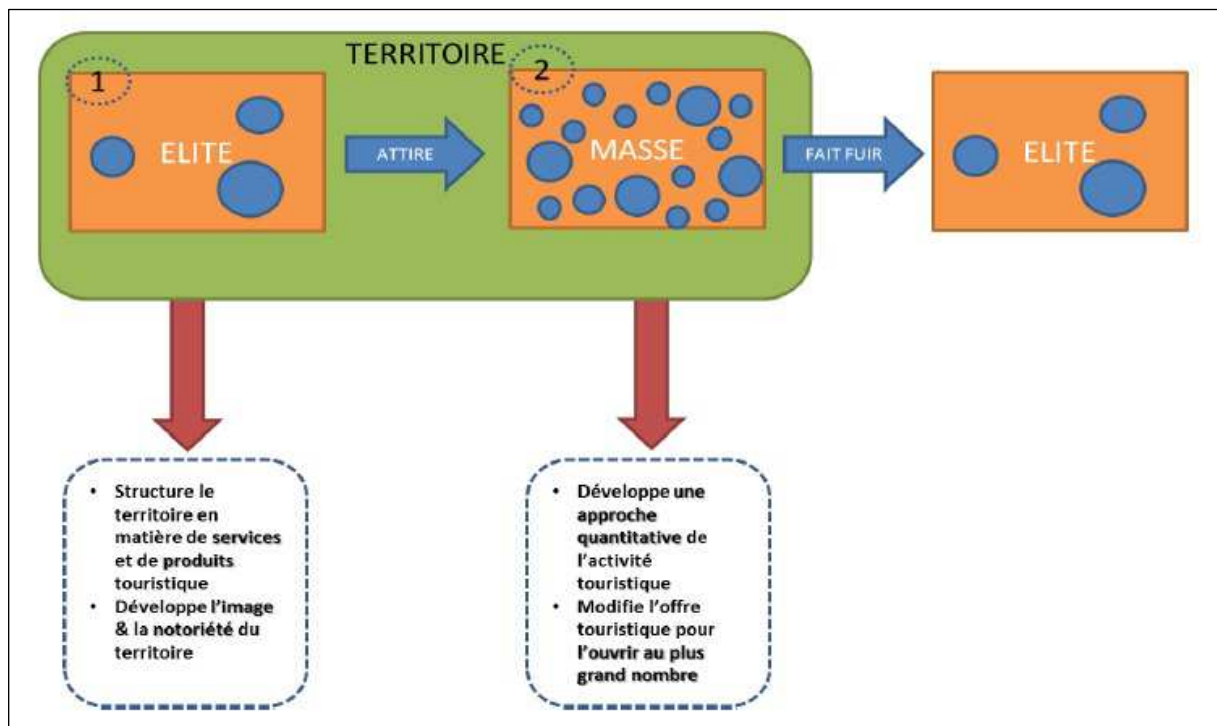 TERRITOIRE
1
ELITE
ATTIRE
2
MASSE
FAIT FUIR
ELITE
• Structure le
territoire en
matière de services
et de produits
touristique
• Développe l'image
& la notoriété du
territoire
• Développe une
approche
quantitative de
l'activité
touristique
• Modifie l'offre
touristique pour
l'ouvrir au plus
grand nombre